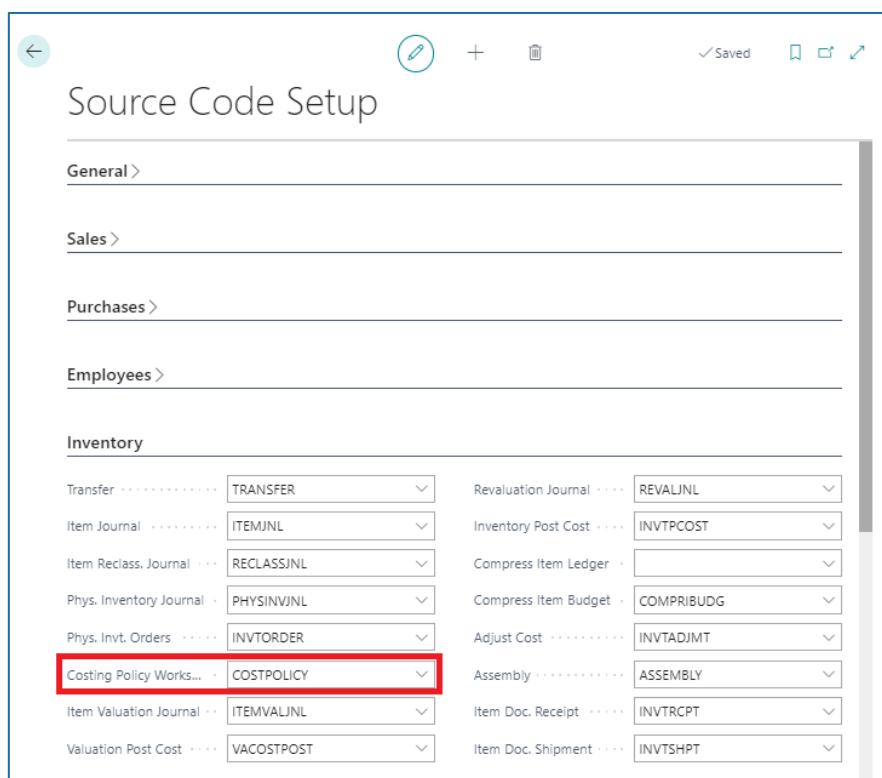 Saved
Source Code Setup
General
Sales
Purchases
Employees
Inventory
Transfer TRANSFER
Item Journal ITEMJNL
Item Reclass. Journal RECLASSJNL
Phys. Inventory Journal PHYSINVJNL
Phys. Invt. Orders INVTORDER
Costing Policy Works... COSTPOLICY
Item Valuation Journal ITEMVALJNL
Valuation Post Cost VACOSTPOST
Revaluation Journal REVALJNL
Inventory Post Cost INVTPCOST
Compress Item Ledger
Compress Item Budget COMPRIBUDG
Adjust Cost INVTADJMT
Assembly ASSEMBLY
Item Doc. Receipt INVTRCPT
Item Doc. Shipment INVTSHPT